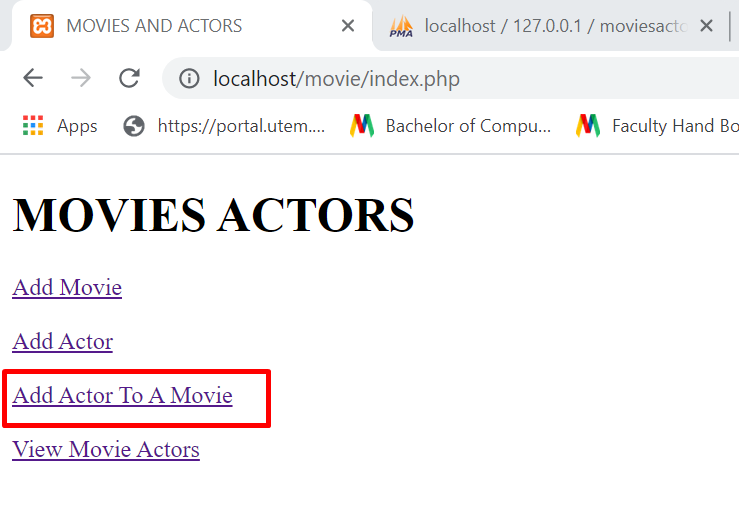 MOVIES AND ACTORS
localhost / 127.0.0.1 / moviesacto
localhost/movie/index.php
Apps https://portal.utem.... Bachelor of Compu... Faculty Hand Bo
MOVIES ACTORS
Add Movie
Add Actor
Add Actor To A Movie
View Movie Actors